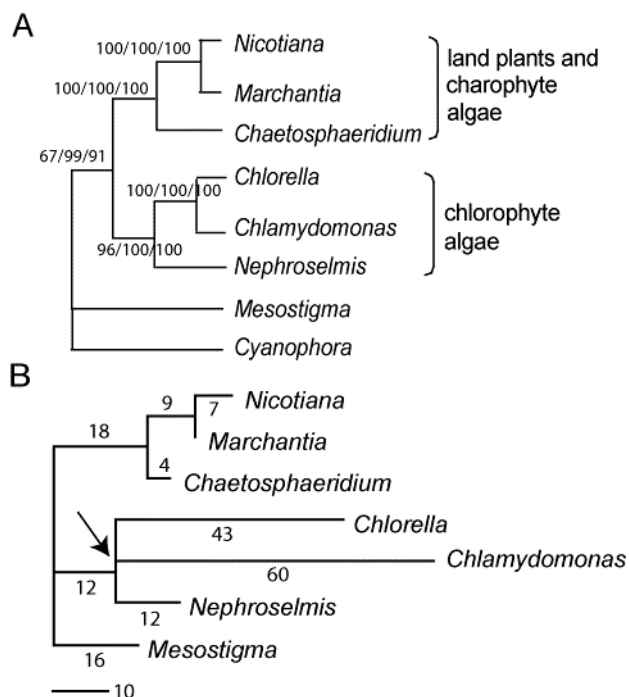 A
100/100/100
Nicotiana
land plants and
charophyte
algae
100/100/100
Marchantia
Chaetosphaeridium
67/99/91
Chlorella
100/100/100
chlorophyte
algae
Chlamydomonas
96/100/100
Nephroselmis
Mesostigma
Cyanophora
B
9
7
Nicotiana
18
Marchantia
4
Chaetosphaeridium
Chlorella
43
Chlamydomonas
60
12
12
Nephroselmis
Mesostigma
16
10